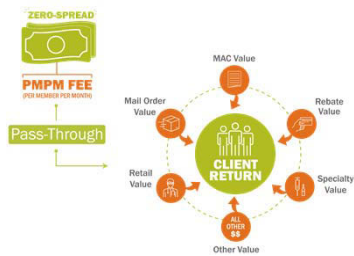 ZERO-SPREAD
PMPM FEE
(PER MEMBER PER MONTH)
Pass-Through
MAC Value
Mail Order
Value
Rebate
Value
CLIENT
RETURN
Retail
Value
Specialty
Value
ALL
OTHER
$$
Other Value